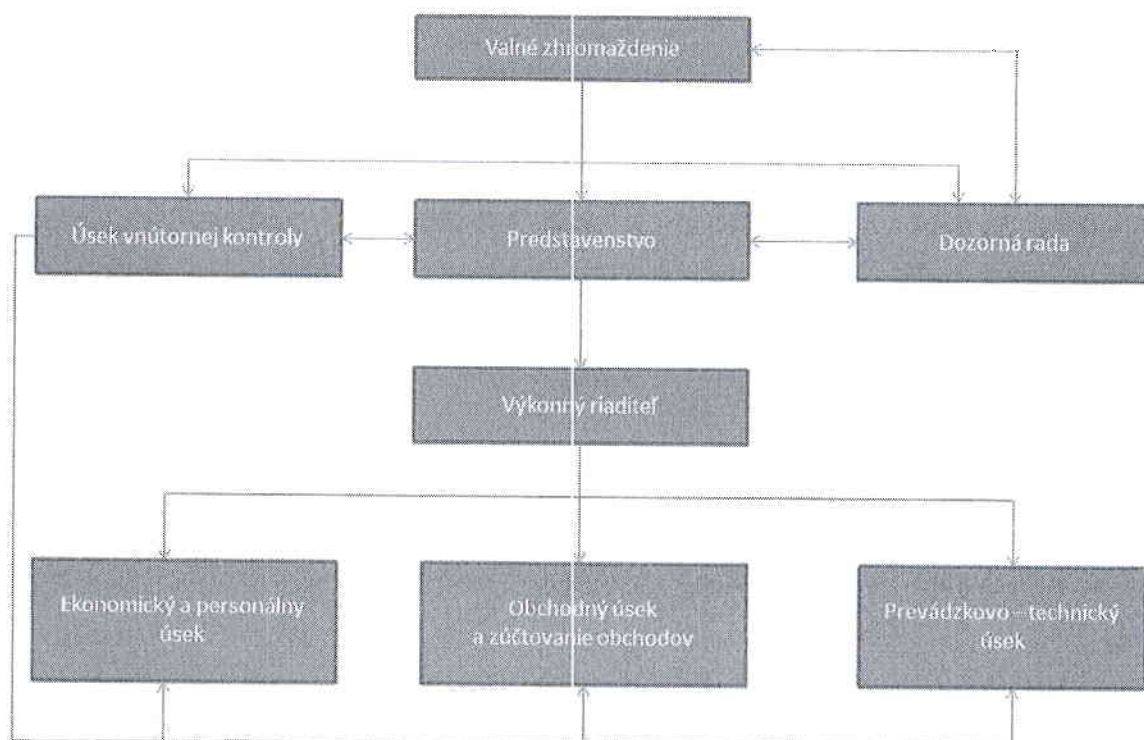 Valné zhromaždenie
Úsek vnútornej kontroly
Predstavenstvo
Dozorná rada
Výkonný riaditeľ
Ekonomický a personálny
úsek
Obchodný úsek
a zúčtovanie obchodov
Prevádzkovo – technický
úsek